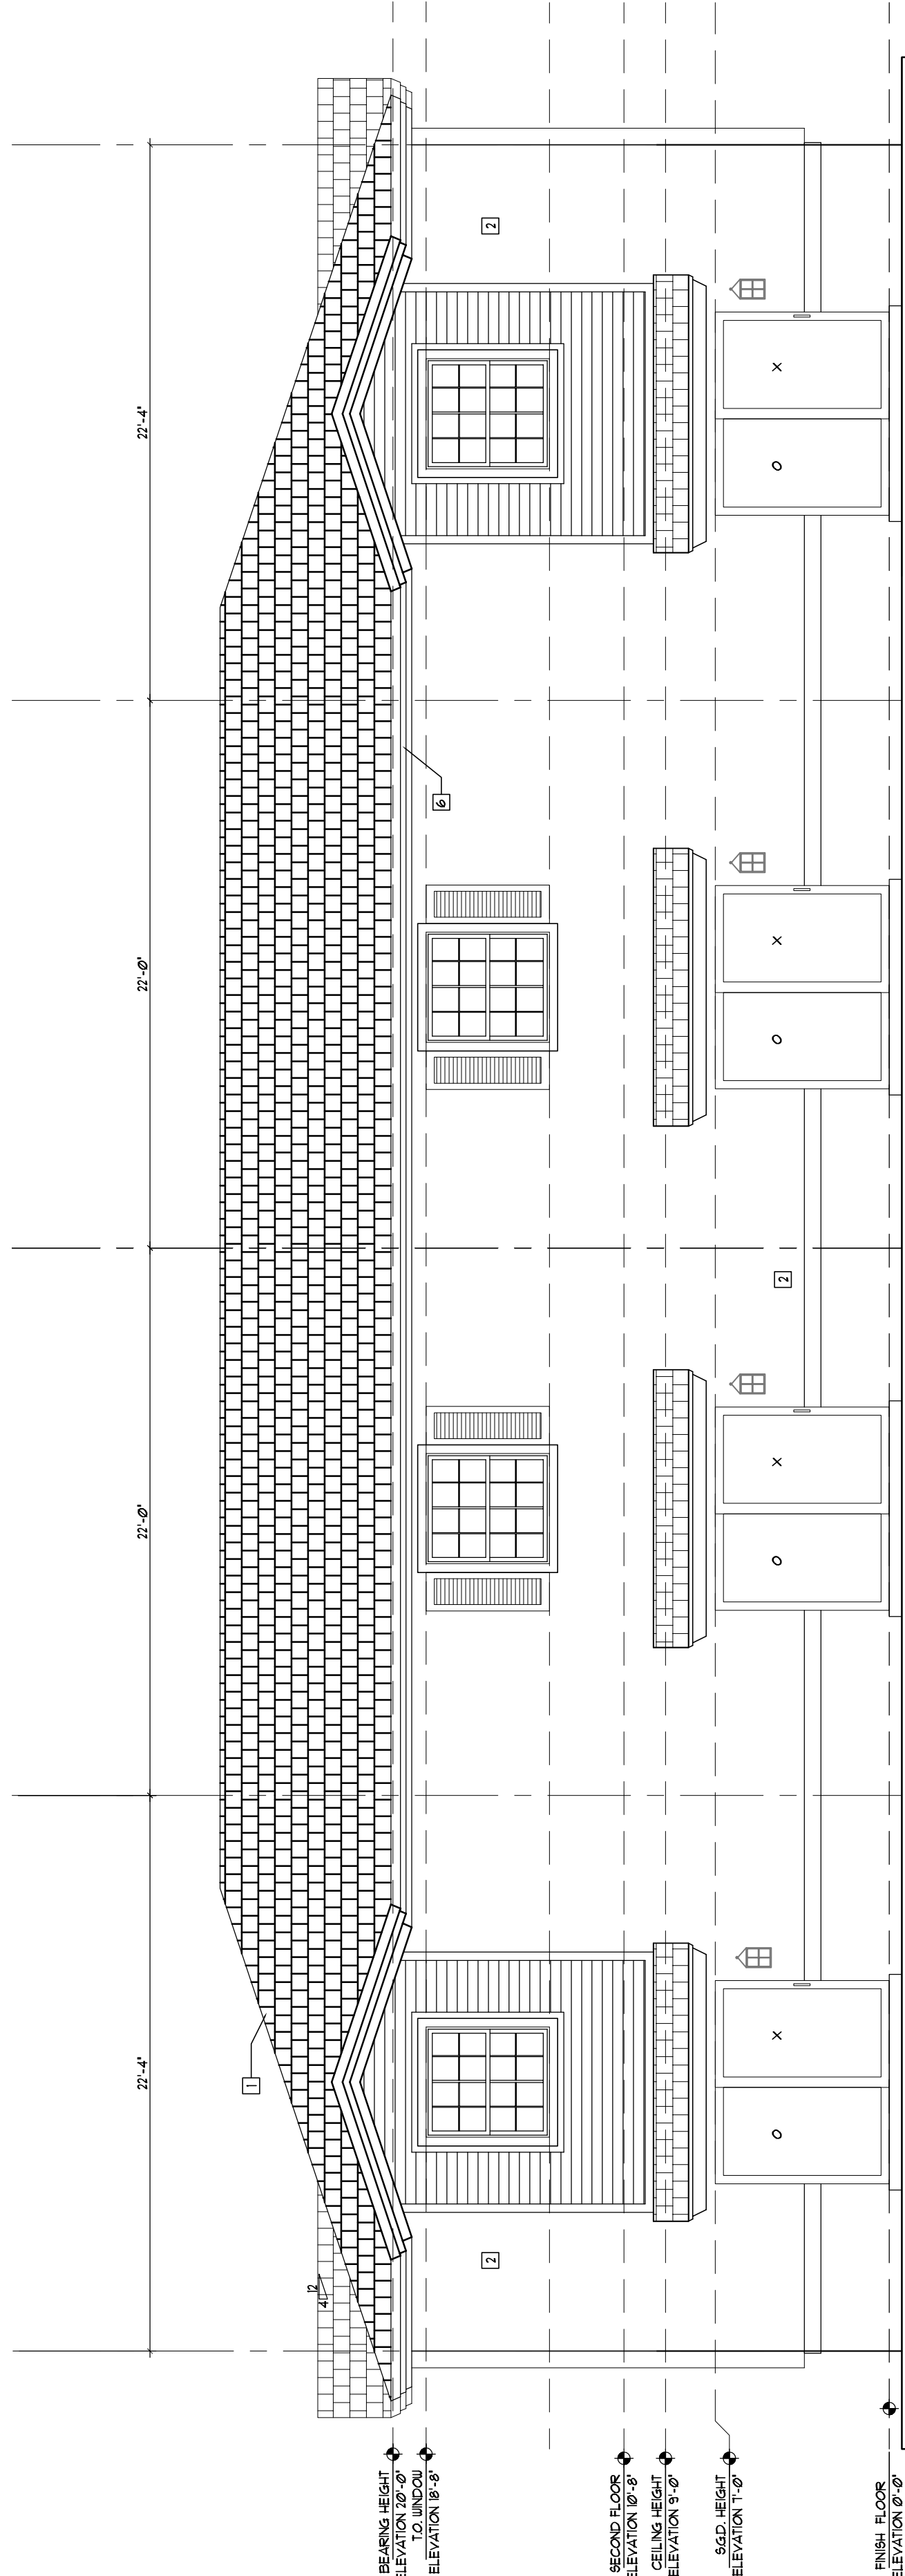 22'-4"
22'-0"
22'-0"
22'-4"
1
12
4
BEARING HEIGHT
ELEVATION 20'-0"
T.O. WINDOW
ELEVATION 18'-8"
6
2
2
SECOND FLOOR
ELEVATION 10'-8"
CEILING HEIGHT
ELEVATION 9'-0"
S.G.D. HEIGHT
ELEVATION 7'-0"
O X
O X
O X
O X
2
FINISH FLOOR
ELEVATION 0'-0"